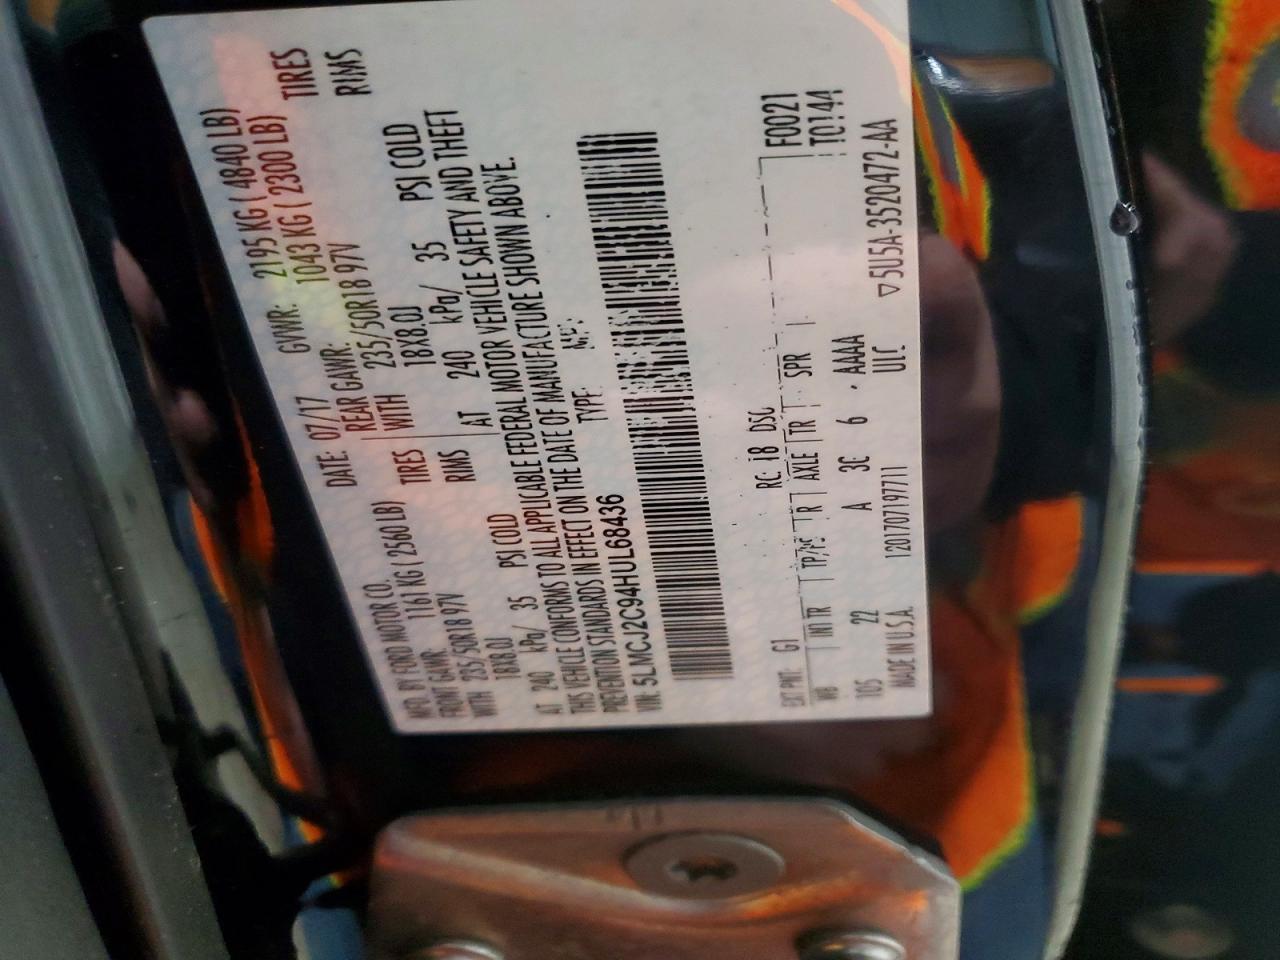 MFD. BY FORD MOTOR CO. DATE: 07/17 GVWR: 2195 KG ( 4840 LB)
FRONT GAWR: 1161 KG ( 2560 LB) REAR GAWR: 1043 KG ( 2300 LB)
WITH 235/50R18 97V TIRES WITH 235/50R18 97V TIRES
18X8.0J RIMS 18X8.0J RIMS
AT 240 kPa/ 35 PSI COLD AT 240 kPa/ 35 PSI COLD
THIS VEHICLE CONFORMS TO ALL APPLICABLE FEDERAL MOTOR VEHICLE SAFETY AND THEFT
PREVENTION STANDARDS IN EFFECT ON THE DATE OF MANUFACTURE SHOWN ABOVE.
VIN: 5LMCJ2C94HUL68436 TYPE:
F0021
EXT PNT: G1 RC: 18 DSC T0144
WB INT TR TP/PS R AXLE TR SPR
105 22 A 3C 6 AAAA
MADE IN U.S.A. 1201707197711 ULC ▽5U5A-3520472-AA